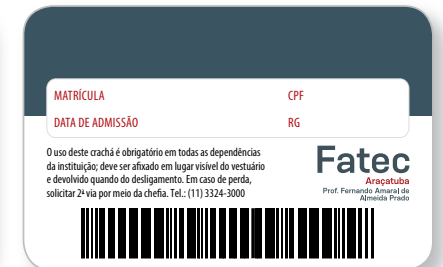 MATRÍCULA CPF
DATA DE ADMISSÃO RG
O uso deste crachá é obrigatório em todas as dependências
da instituição; deve ser afixado em lugar visível do vestuário
e devolvido quando do desligamento. Em caso de perda,
solicitar 2ª via por meio da chefia. Tel.: (11) 3324-3000
Fatec
Araçatuba
Prof. Fernando Amaral de
Almeida Prado